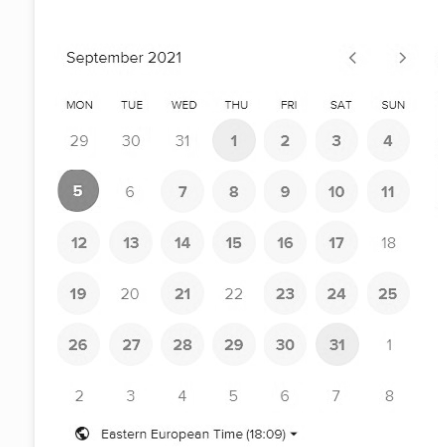 September 2021
MON TUE WED THU FRI SAT SUN
29 30 31 1 2 3 4
5 6 7 8 9 10 11
12 13 14 15 16 17 18
19 20 21 22 23 24 25
26 27 28 29 30 31 1
2 3 4 5 6 7 8
Eastern European Time (18:09)